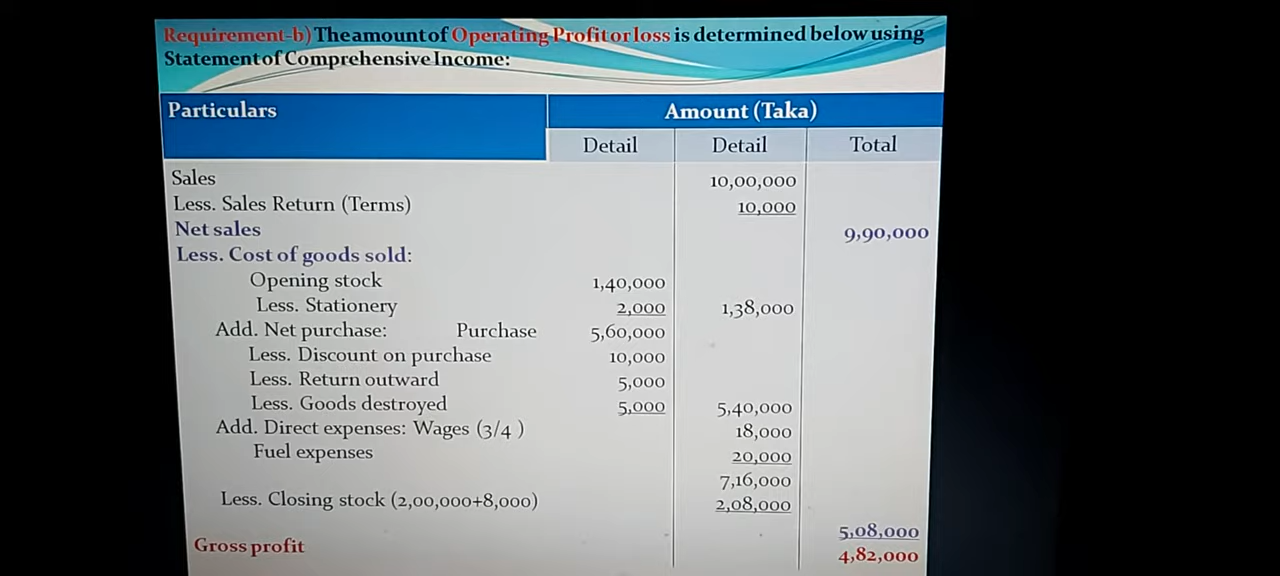 Requirement-b) The amount of Operating Profit or loss is determined below using
Statement of Comprehensive Income:
Particulars Amount (Taka)
Detail Detail Total
Sales 10,00,000
Less. Sales Return (Terms) 10,000
Net sales 9,90,000
Less. Cost of goods sold:
Opening stock 1,40,000
Less. Stationery 2,000 1,38,000
Add. Net purchase: Purchase 5,60,000
Less. Discount on purchase 10,000
Less. Return outward 5,000
Less. Goods destroyed 5,000 5,40,000
Add. Direct expenses: Wages (3/4 ) 18,000
Fuel expenses 20,000
7,16,000
Less. Closing stock (2,00,000+8,000) 2,08,000
5,08,000
Gross profit 4,82,000